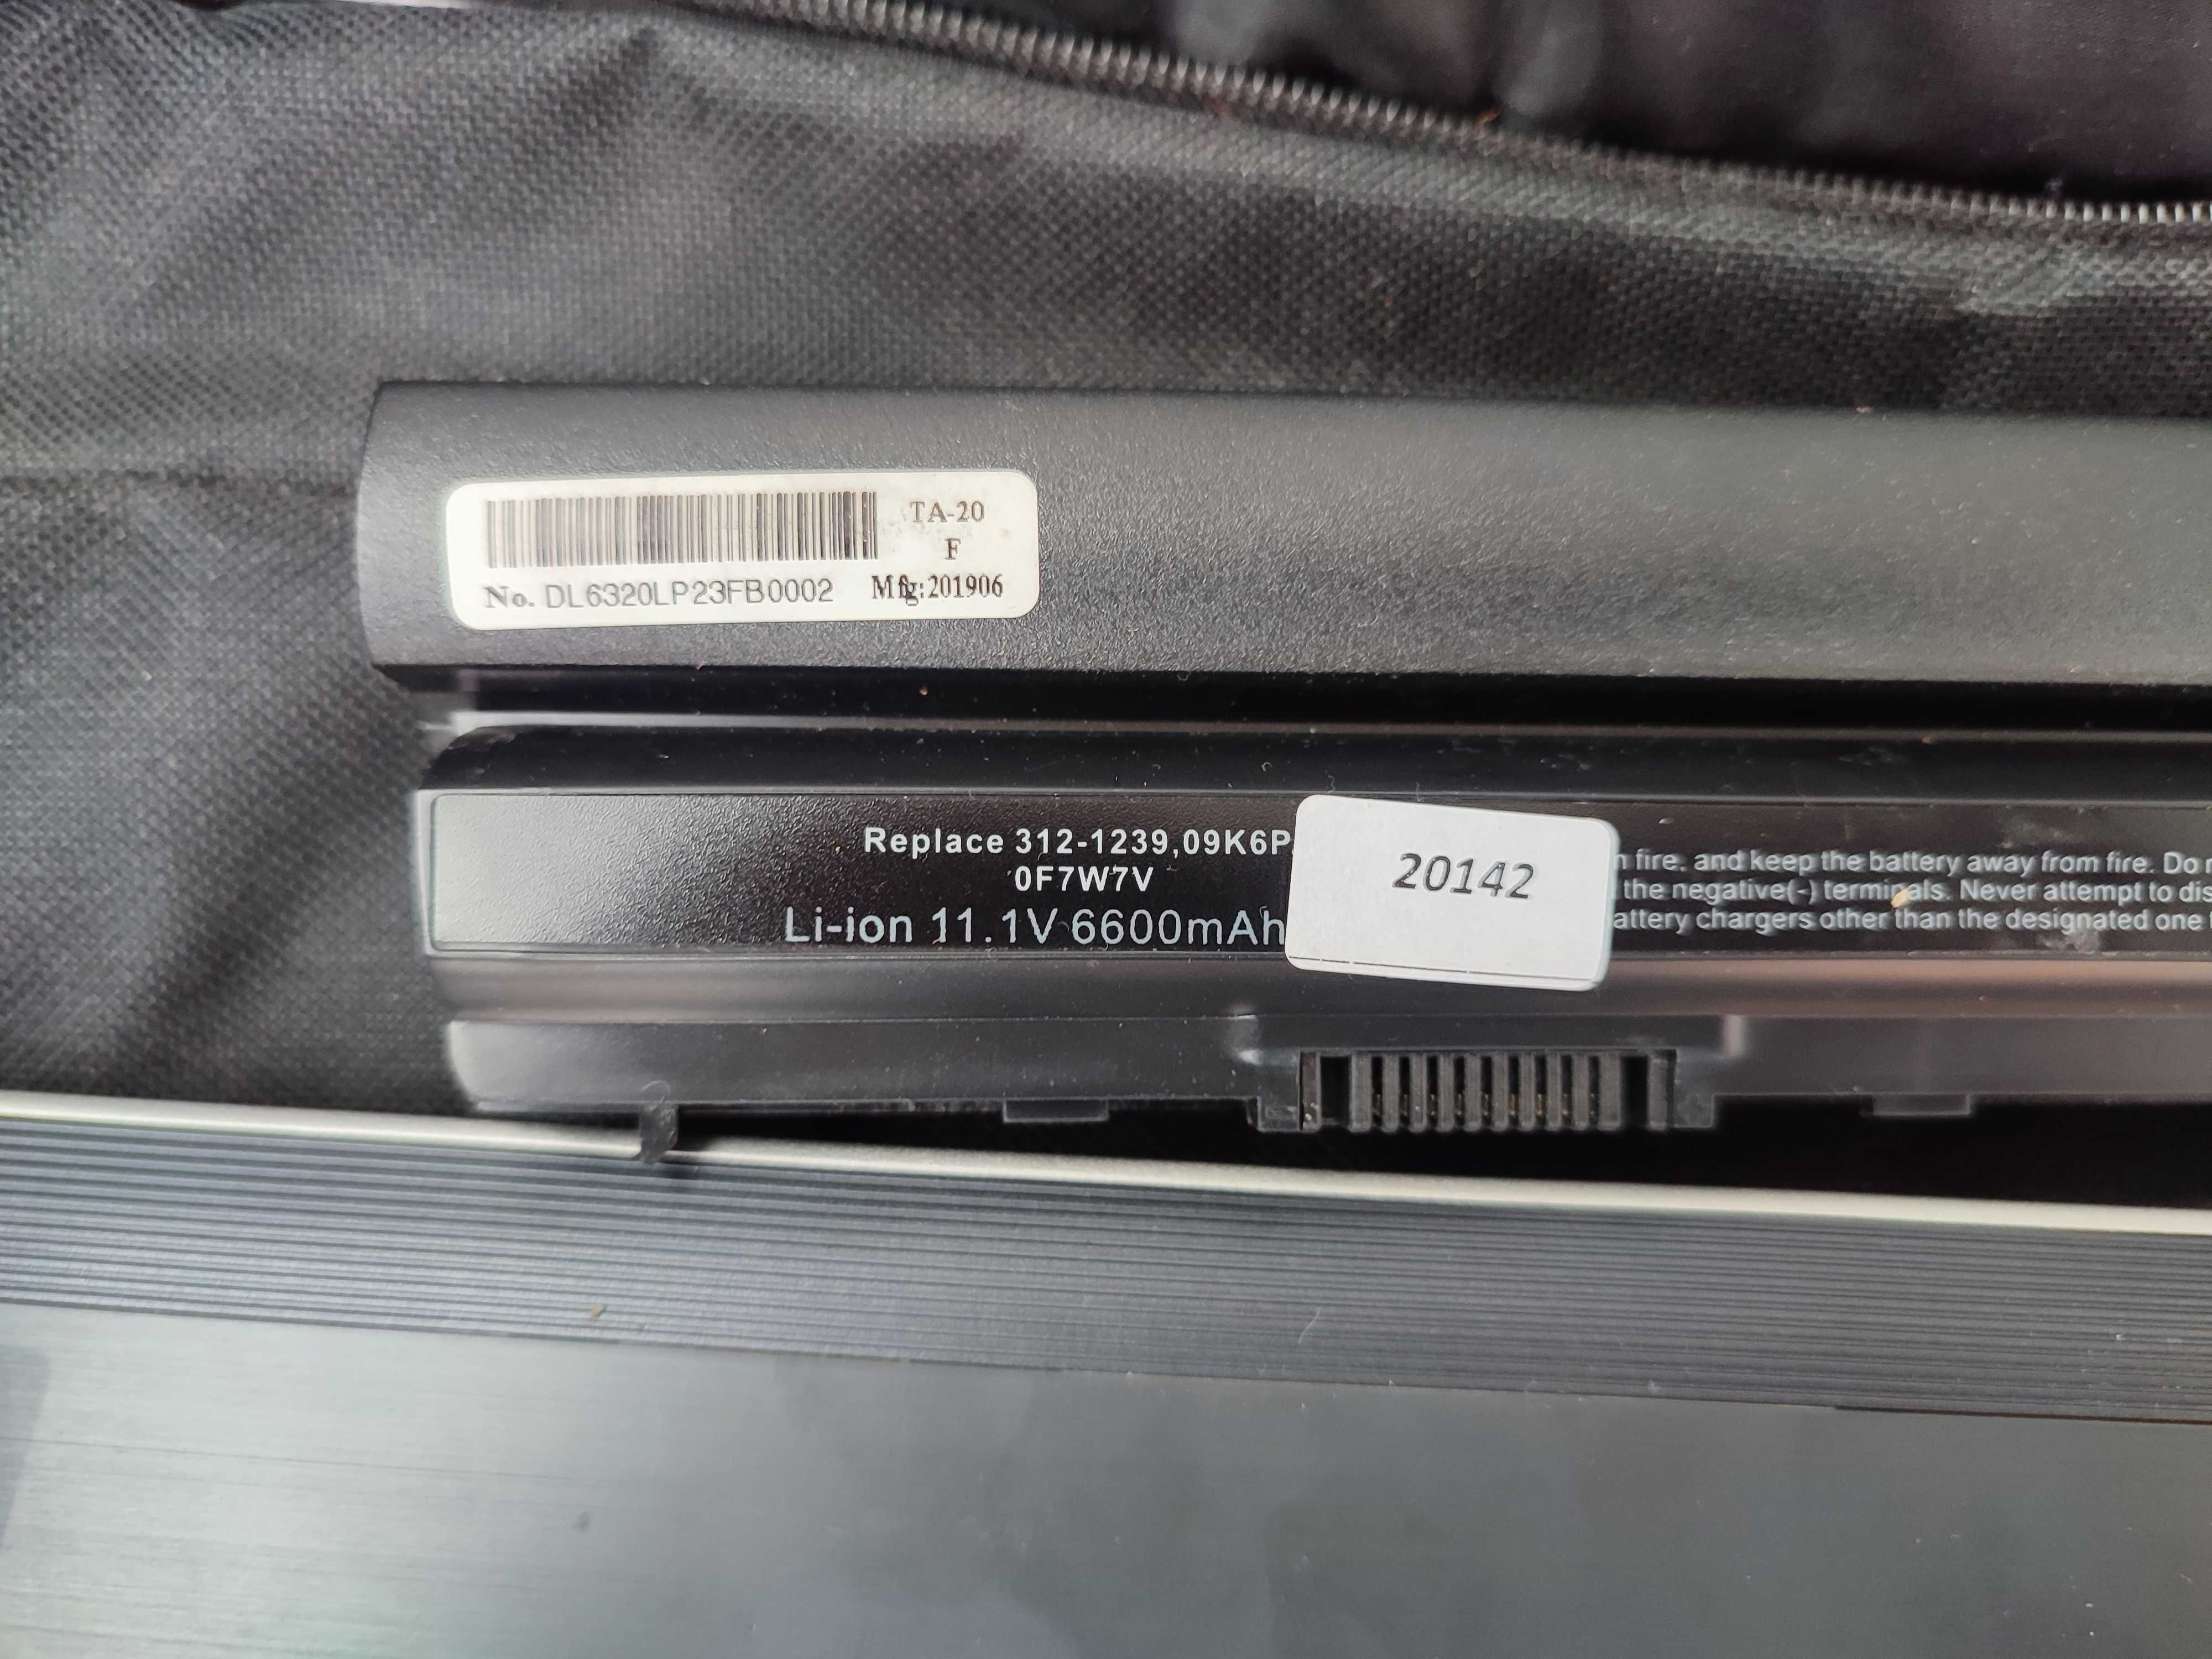 TA-20
F
No. DL6320LP23FB0002 Mfg:201906
Replace 312-1239,09K6P
0F7W7V
Li-ion 11.1V 6600mAh
20142
fire. and keep the battery away from fire. Do
the negative(-) terminals. Never attempt to dis
attery chargers other than the designated one